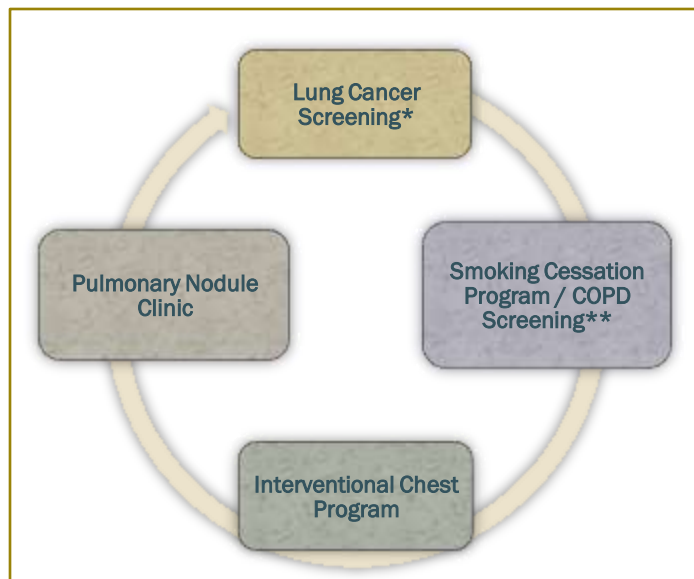 Lung Cancer
Screening*
Smoking Cessation
Program / COPD
Screening**
Interventional Chest
Program
Pulmonary Nodule
Clinic